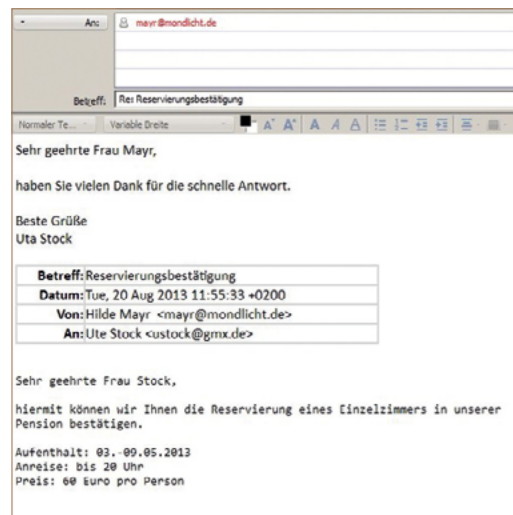 An: mayr@mondlicht.de
Betreff: Re: Reservierungsbestätigung
Normaler Te... Variable Breite
Sehr geehrte Frau Mayr,
haben Sie vielen Dank für die schnelle Antwort.
Beste Grüße
Uta Stock
Betreff: Reservierungsbestätigung
Datum: Tue, 20 Aug 2013 11:55:33 +0200
Von: Hilde Mayr <mayr@mondlicht.de>
An: Ute Stock <ustock@gmx.de>
Sehr geehrte Frau Stock,
hiermit können wir Ihnen die Reservierung eines Einzelzimmers in unserer
Pension bestätigen.
Aufenthalt: 03.-09.05.2013
Anreise: bis 20 Uhr
Preis: 60 Euro pro Person